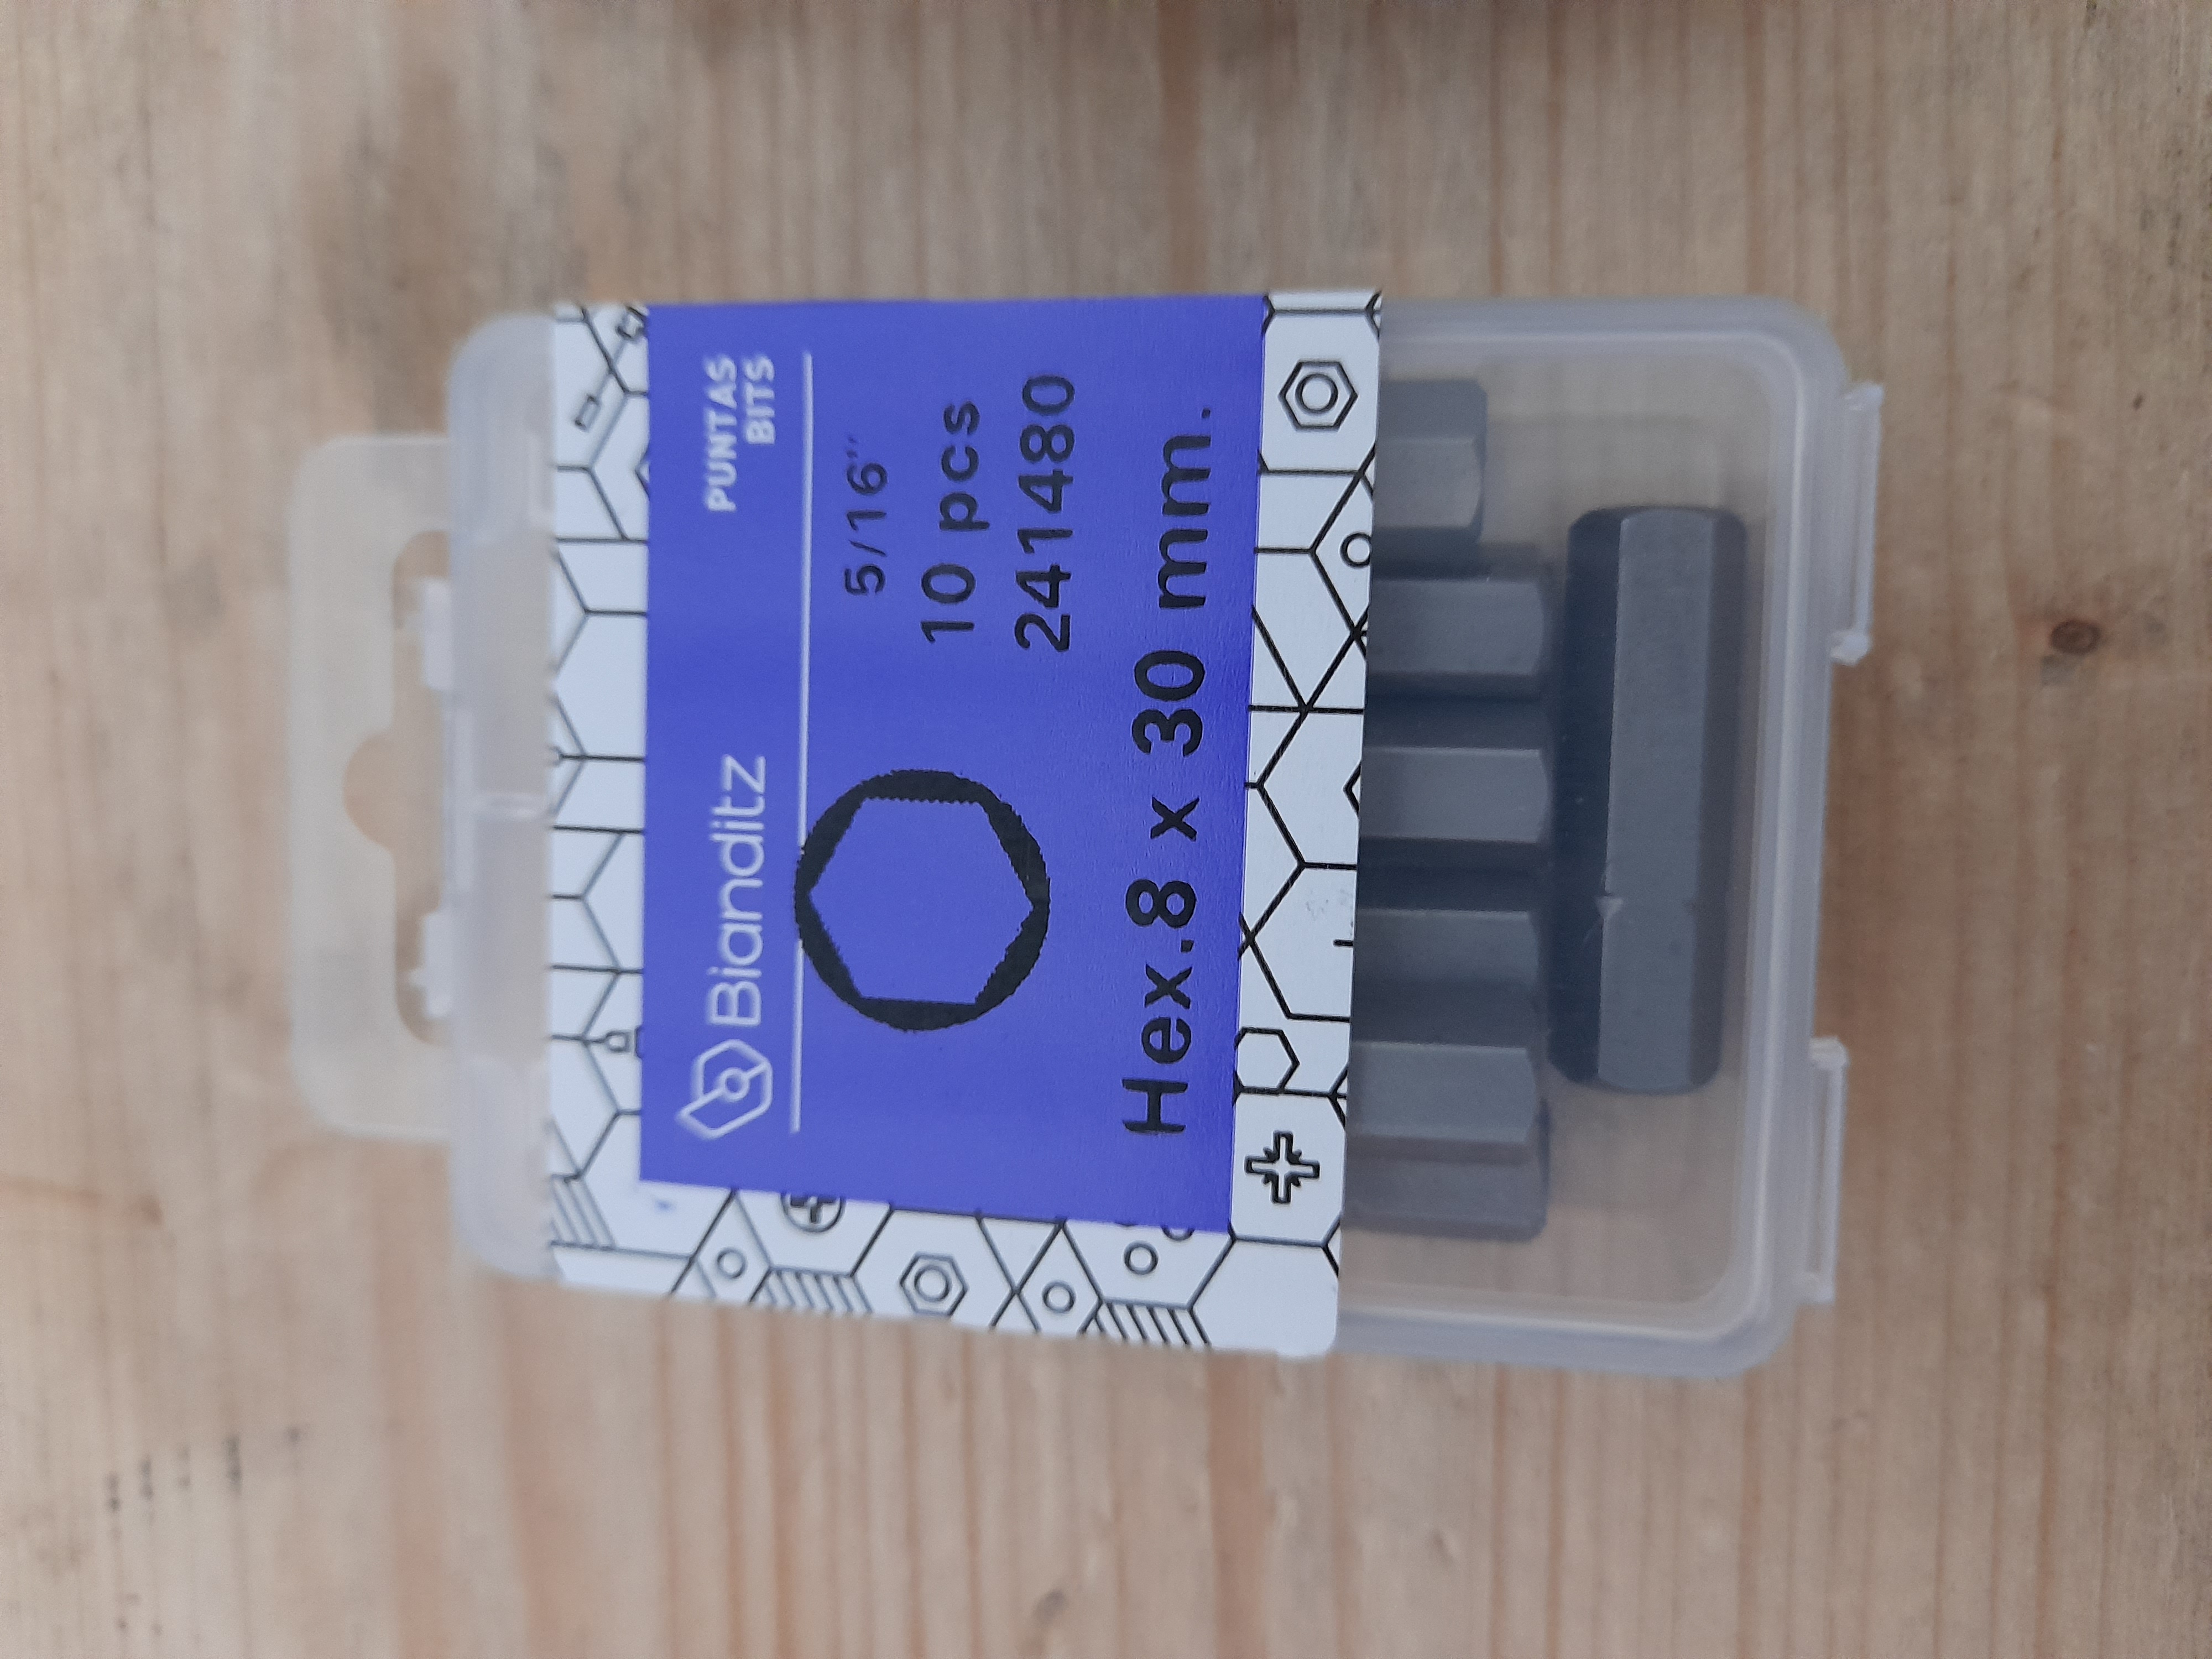 Bianditz
PUNTAS
BITS
5/16"
10 pcs
241480
Hex.8 x 30 mm.